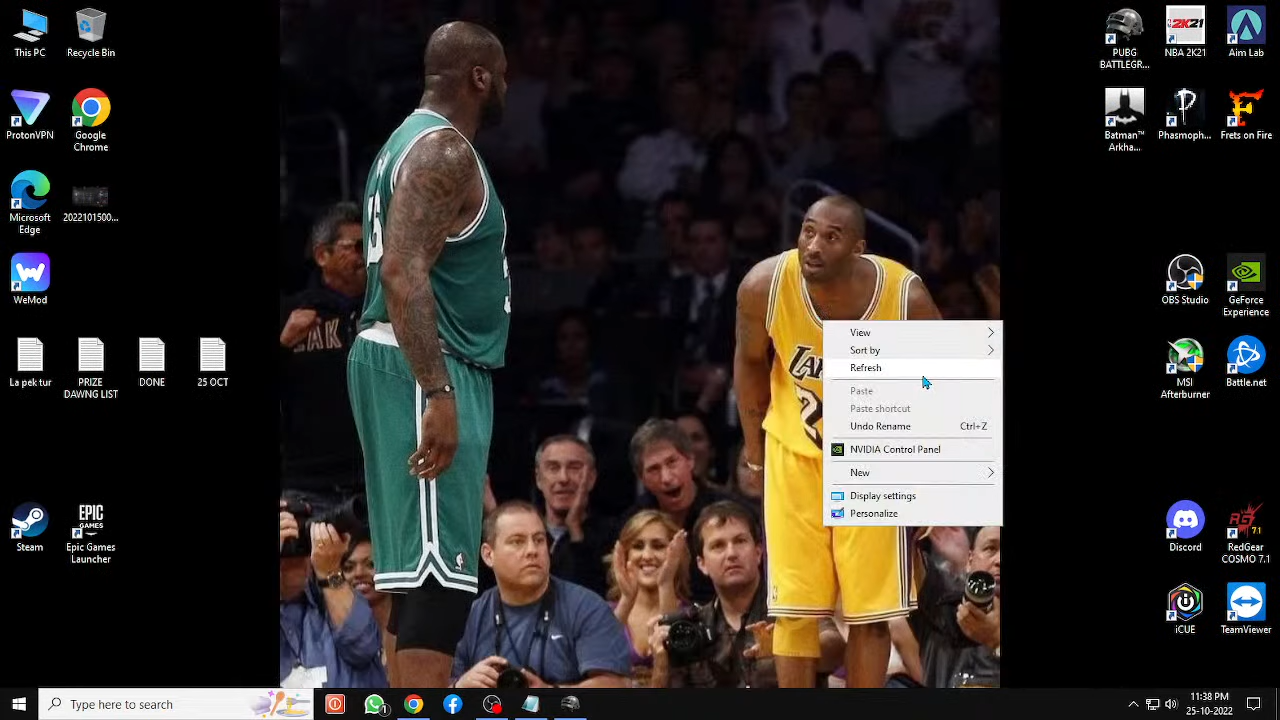 This PC
Recycle Bin
ProtonVPN
Google
Chrome
Microsoft
Edge
2022101500...
WeMod
La pek tur
PRIZE
DAWNG LIST
DONE
25 OCT
Steam
EPIC
GAMES
Epic Games
Launcher
PUBG
BATTLEGR...
NBA 2K21
Aim Lab
Batman™
Arkha...
Phasmoph...
Frets on Fire
OBS Studio
GeForce
Experience
MSI
Afterburner
Battle.net
Discord
RedGear
COSMO 7.1
iCUE
TeamViewer
View
Sort by
Refresh
Paste
Paste shortcut
Undo Rename Ctrl+Z
NVIDIA Control Panel
New
Display settings
Personalize
Type here to search
11:38 PM
25-10-2022